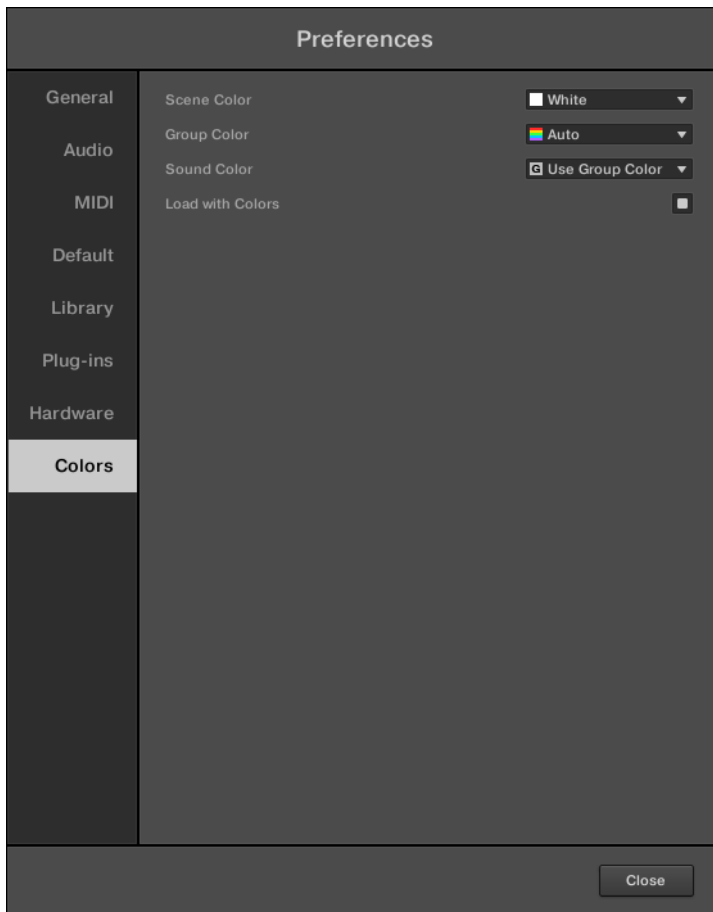 Preferences
General
Audio
MIDI
Default
Library
Plug-ins
Hardware
Colors
Scene Color White
Group Color Auto
Sound Color G Use Group Color
Load with Colors
Close